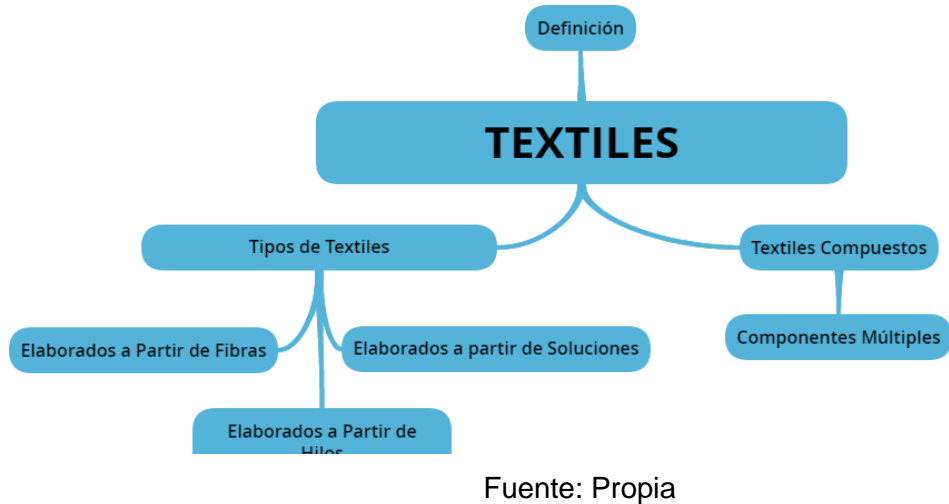 Definición
TEXTILES
Tipos de Textiles
Textiles Compuestos
Elaborados a Partir de Fibras
Elaborados a partir de Soluciones
Componentes Múltiples
Elaborados a Partir de
Hilos
Fuente: Propia